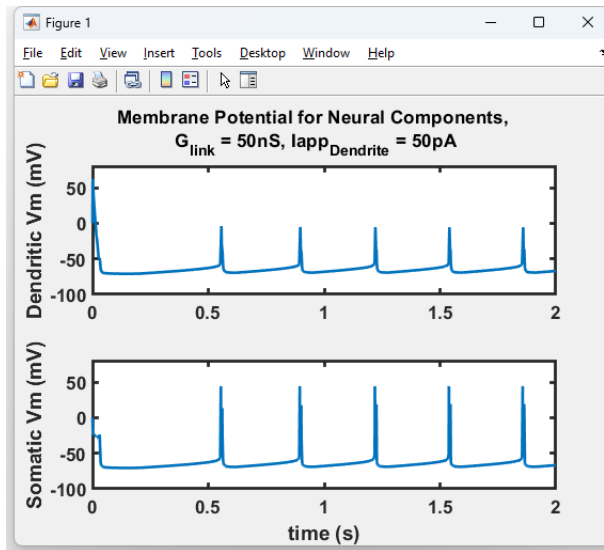 Figure 1
File Edit View Insert Tools Desktop Window Help
Membrane Potential for Neural Components,
G_link = 50nS, Iapp_Dendrite = 50pA
Dendritic Vm (mV)
50
0
-50
-100
0 0.5 1 1.5 2
Somatic Vm (mV)
50
0
-50
-100
0 0.5 1 1.5 2
time (s)